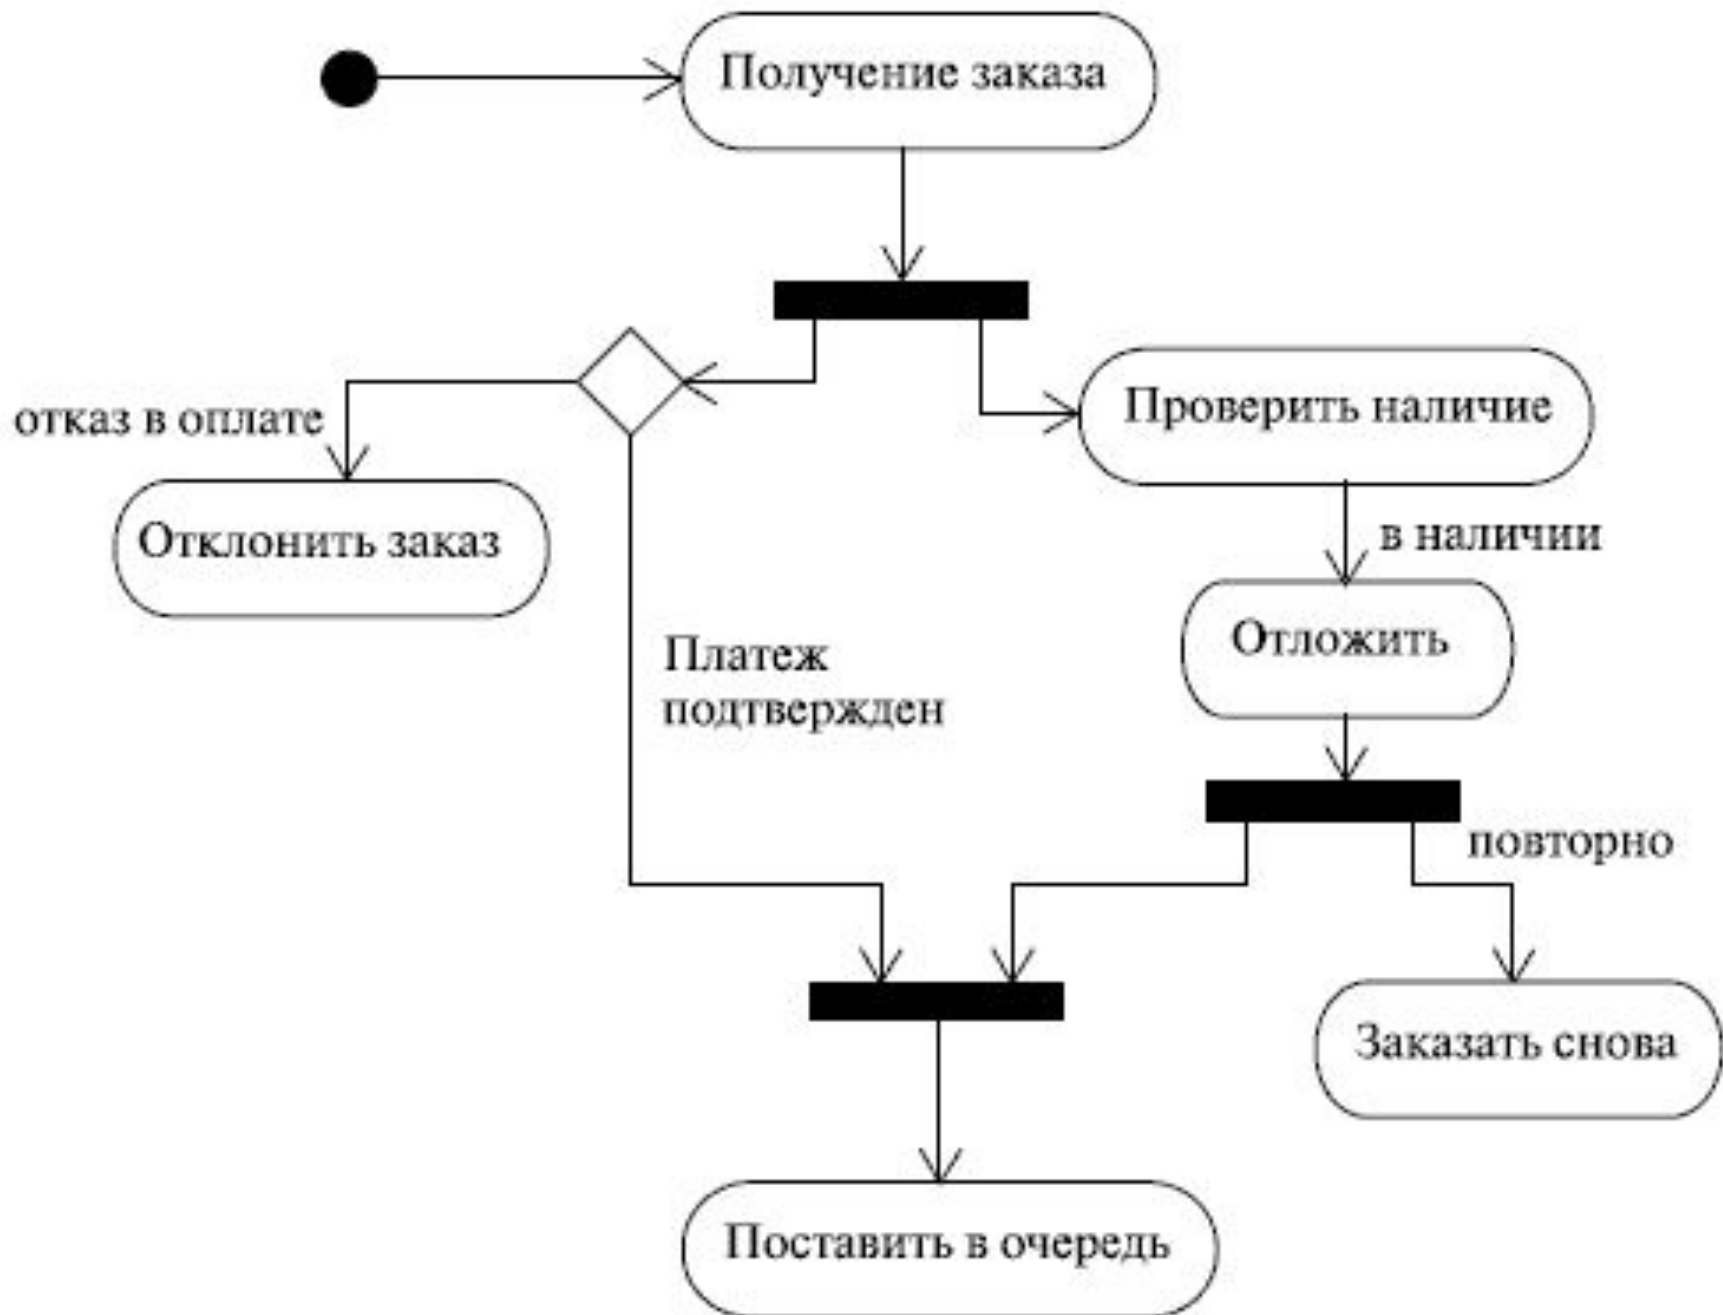 Получение заказа
отказ в оплате
Проверить наличие
Отклонить заказ
в наличии
Отложить
Платеж
подтвержден
повторно
Заказать снова
Поставить в очередь